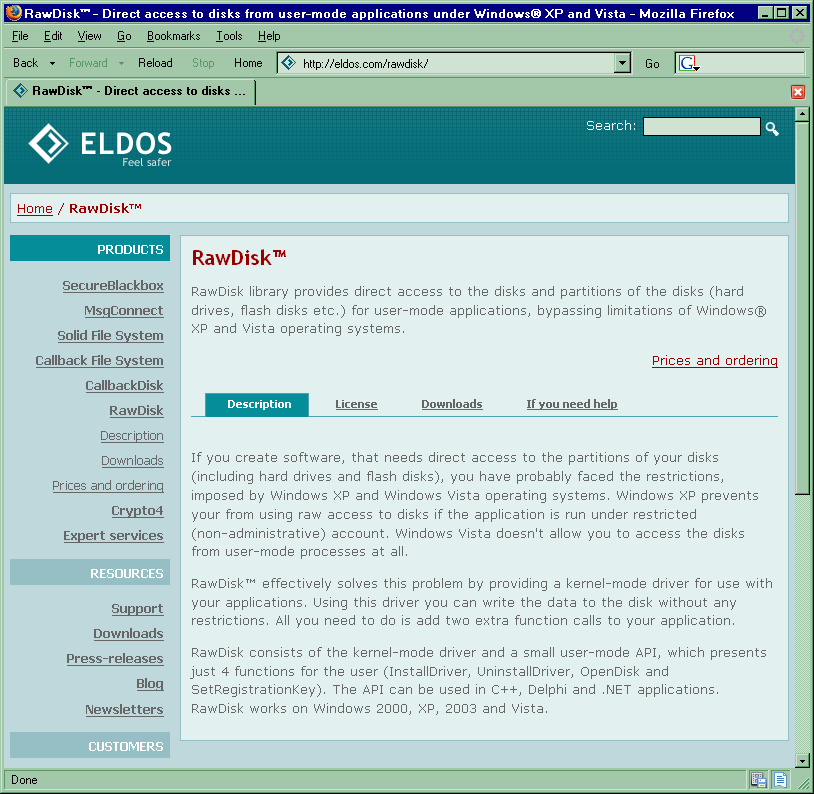 RawDisk™ - Direct access to disks from user-mode applications under Windows® XP and Vista - Mozilla Firefox
File Edit View Go Bookmarks Tools Help
Back Forward Reload Stop Home http://eldos.com/rawdisk/ Go G
RawDisk™ - Direct access to disks ...
Search:
ELDOS
Feel safer
Home / RawDisk™
PRODUCTS
SecureBlackbox
MsgConnect
Solid File System
Callback File System
CallbackDisk
RawDisk
Description
Downloads
Prices and ordering
Crypto4
Expert services
RESOURCES
Support
Downloads
Press-releases
Blog
Newsletters
CUSTOMERS
RawDisk™
RawDisk library provides direct access to the disks and partitions of the disks (hard
drives, flash disks etc.) for user-mode applications, bypassing limitations of Windows®
XP and Vista operating systems.
Prices and ordering
Description License Downloads If you need help
If you create software, that needs direct access to the partitions of your disks
(including hard drives and flash disks), you have probably faced the restrictions,
imposed by Windows XP and Windows Vista operating systems. Windows XP prevents
your from using raw access to disks if the application is run under restricted
(non-administrative) account. Windows Vista doesn't allow you to access the disks
from user-mode processes at all.
RawDisk™ effectively solves this problem by providing a kernel-mode driver for use with
your applications. Using this driver you can write the data to the disk without any
restrictions. All you need to do is add two extra function calls to your application.
RawDisk consists of the kernel-mode driver and a small user-mode API, which presents
just 4 functions for the user (InstallDriver, UninstallDriver, OpenDisk and
SetRegistrationKey). The API can be used in C++, Delphi and .NET applications.
RawDisk works on Windows 2000, XP, 2003 and Vista.
Done